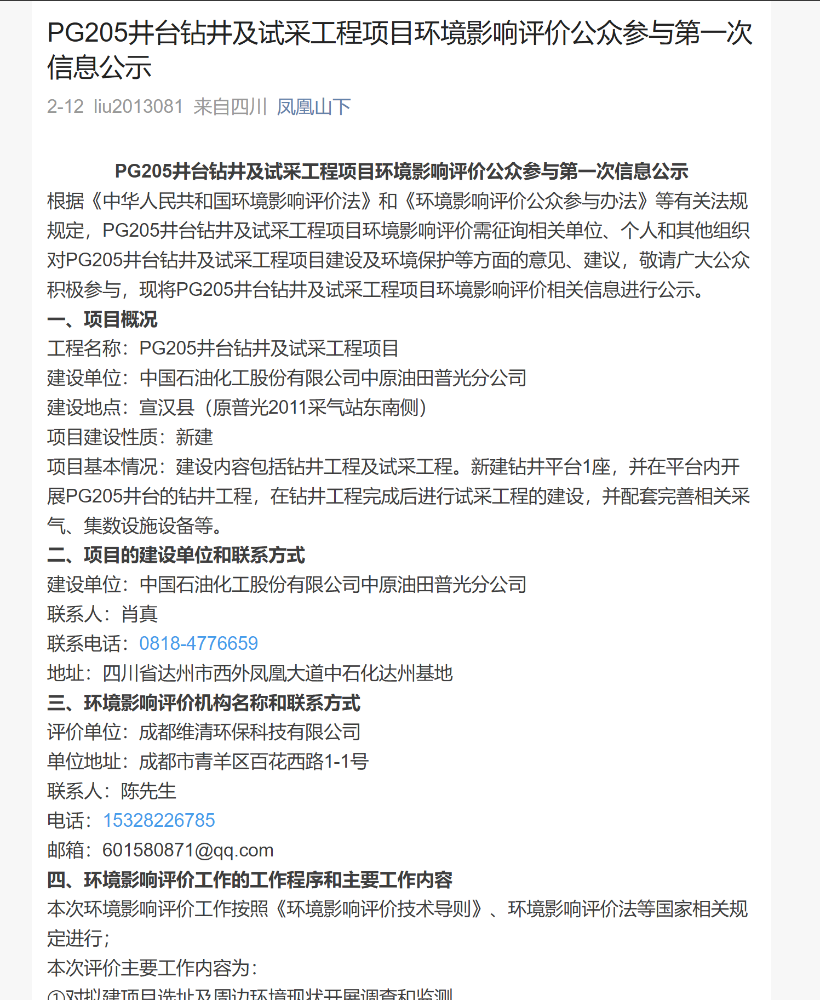 PG205井台钻井及试采工程项目环境影响评价公众参与第一次
信息公示
2-12 liu2013081 来自四川 凤凰山下
PG205井台钻井及试采工程项目环境影响评价公众参与第一次信息公示
根据《中华人民共和国环境影响评价法》和《环境影响评价公众参与办法》等有关法规
规定，PG205井台钻井及试采工程项目环境影响评价需征询相关单位、个人和其他组织
对PG205井台钻井及试采工程项目建设及环境保护等方面的意见、建议，敬请广大公众
积极参与，现将PG205井台钻井及试采工程项目环境影响评价相关信息进行公示。
一、项目概况
工程名称：PG205井台钻井及试采工程项目
建设单位：中国石油化工股份有限公司中原油田普光分公司
建设地点：宣汉县（原普光2011采气站东南侧）
项目建设性质：新建
项目基本情况：建设内容包括钻井工程及试采工程。新建钻井平台1座，并在平台内开
展PG205井台的钻井工程，在钻井工程完成后进行试采工程的建设，并配套完善相关采
气、集数设施设备等。
二、项目的建设单位和联系方式
建设单位：中国石油化工股份有限公司中原油田普光分公司
联系人：肖真
联系电话：0818-4776659
地址：四川省达州市西外凤凰大道中石化达州基地
三、环境影响评价机构名称和联系方式
评价单位：成都维清环保科技有限公司
单位地址：成都市青羊区百花西路1-1号
联系人：陈先生
电话：15328226785
邮箱：601580871@qq.com
四、环境影响评价工作的工作程序和主要工作内容
本次环境影响评价工作按照《环境影响评价技术导则》、环境影响评价法等国家相关规
定进行；
本次评价主要工作内容为：
①对拟建项目选址及周边环境现状开展调查和监测